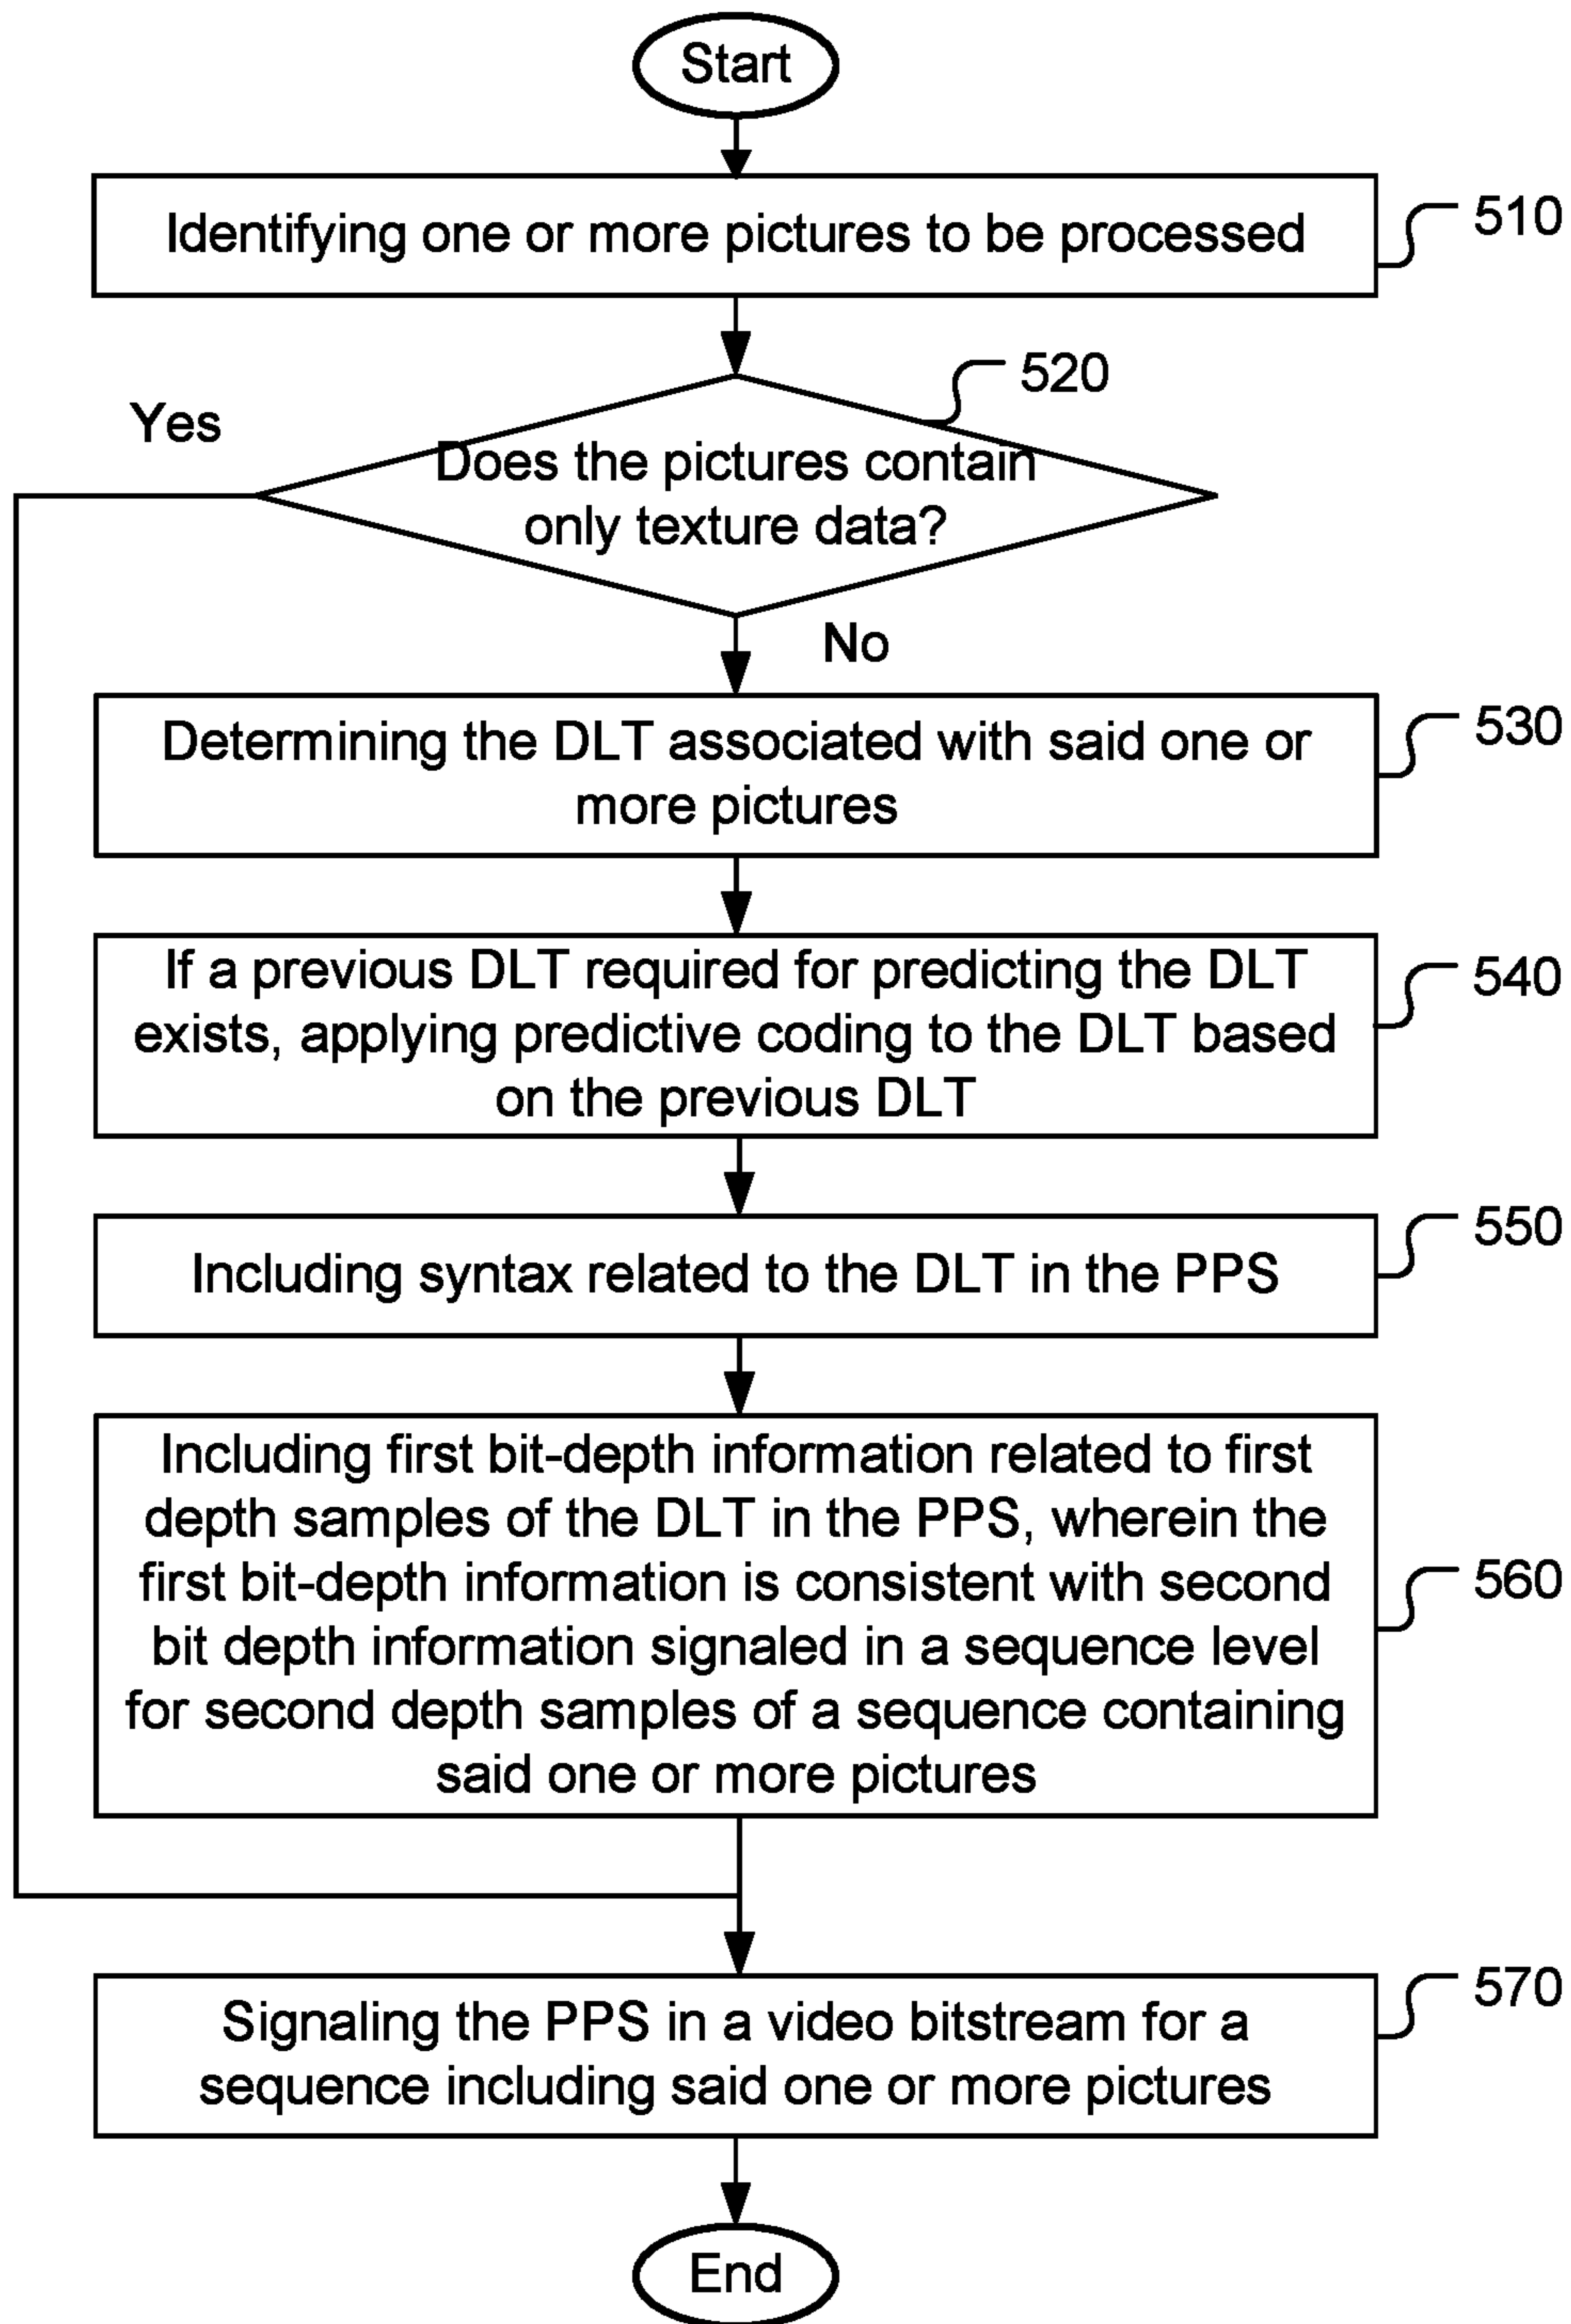 Start
Identifying one or more pictures to be processed
510
520
Yes
Does the pictures contain
only texture data?
No
Determining the DLT associated with said one or
more pictures
530
If a previous DLT required for predicting the DLT
exists, applying predictive coding to the DLT based
on the previous DLT
540
Including syntax related to the DLT in the PPS
550
Including first bit-depth information related to first
depth samples of the DLT in the PPS, wherein the
first bit-depth information is consistent with second
bit depth information signaled in a sequence level
for second depth samples of a sequence containing
said one or more pictures
560
Signaling the PPS in a video bitstream for a
sequence including said one or more pictures
570
End